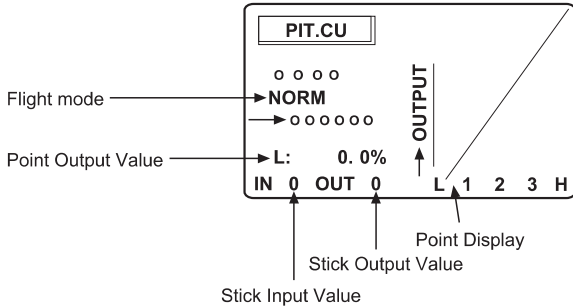 PIT.CU
o o o o
Flight mode
NORM
o o o o o o
OUTPUT
Point Output Value
L: 0. 0%
IN 0 OUT 0
L 1 2 3 H
Point Display
Stick Output Value
Stick Input Value